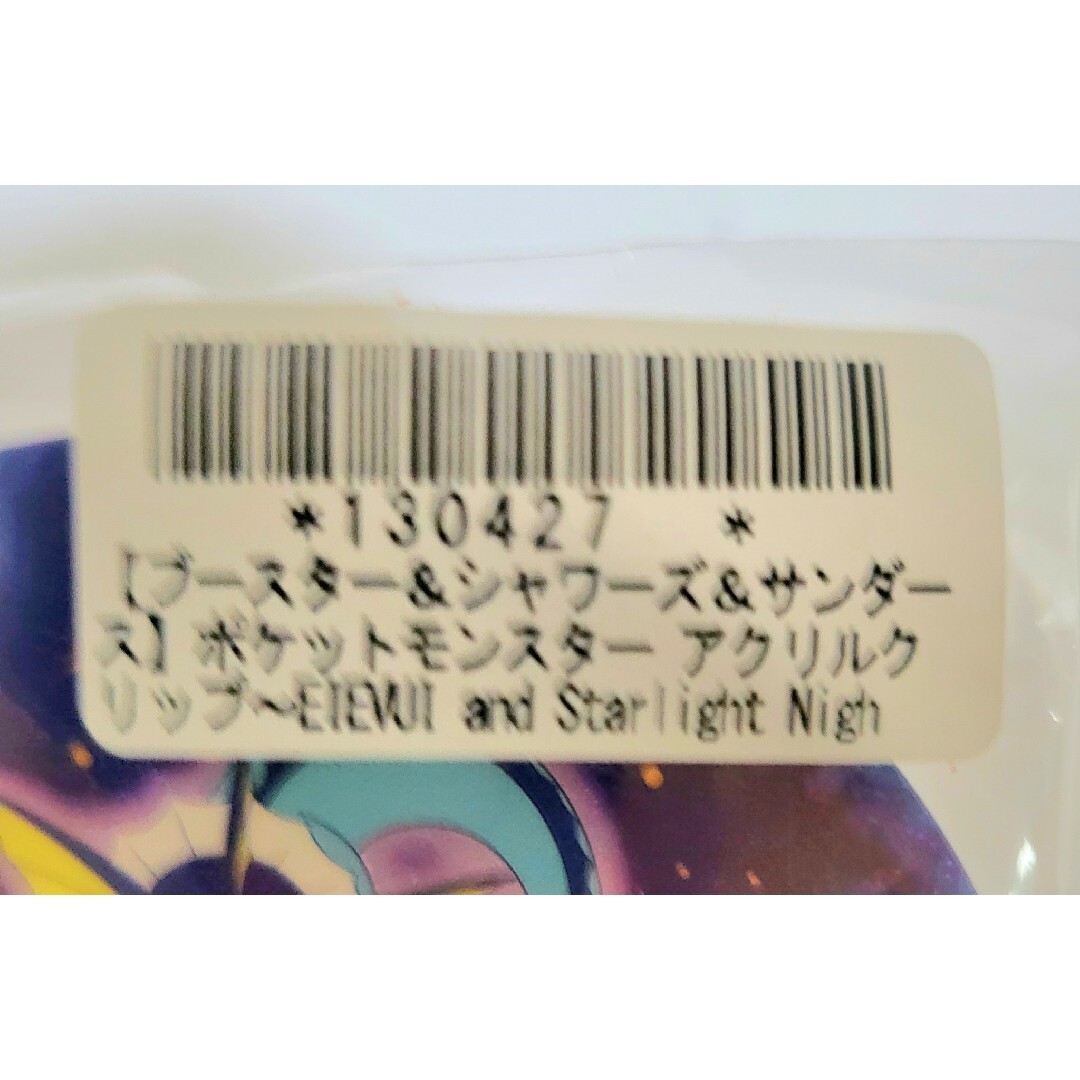 *130427 *
【ブースター&シャワーズ&サンダー
ス】ポケットモンスター アクリルク
リップ~EIEVUI and Starlight Nigh